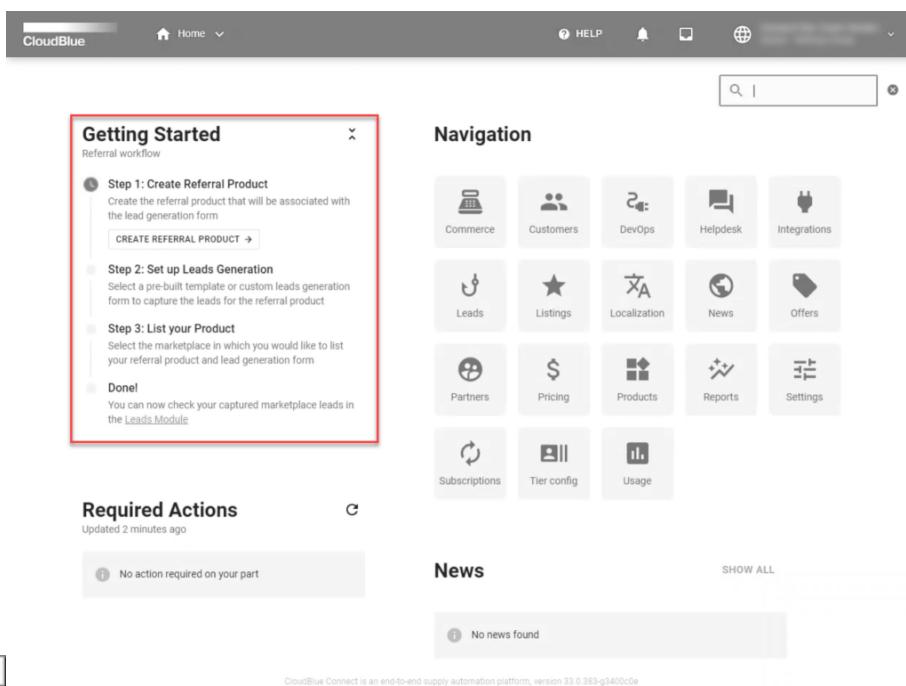 CloudBlue
Home
HELP
Getting Started
Referral workflow
Step 1: Create Referral Product
Create the referral product that will be associated with
the lead generation form
CREATE REFERRAL PRODUCT →
Step 2: Set up Leads Generation
Select a pre-built template or custom leads generation
form to capture the leads for the referral product
Step 3: List your Product
Select the marketplace in which you would like to list
your referral product and lead generation form
Done!
You can now check your captured marketplace leads in
the Leads Module
Required Actions
Updated 2 minutes ago
No action required on your part
Navigation
Commerce
Customers
DevOps
Helpdesk
Integrations
Leads
Listings
Localization
News
Offers
Partners
Pricing
Products
Reports
Settings
Subscriptions
Tier config
Usage
News
SHOW ALL
No news found
CloudBlue Connect is an end-to-end supply automation platform, version 33.0.383-g3400c0e